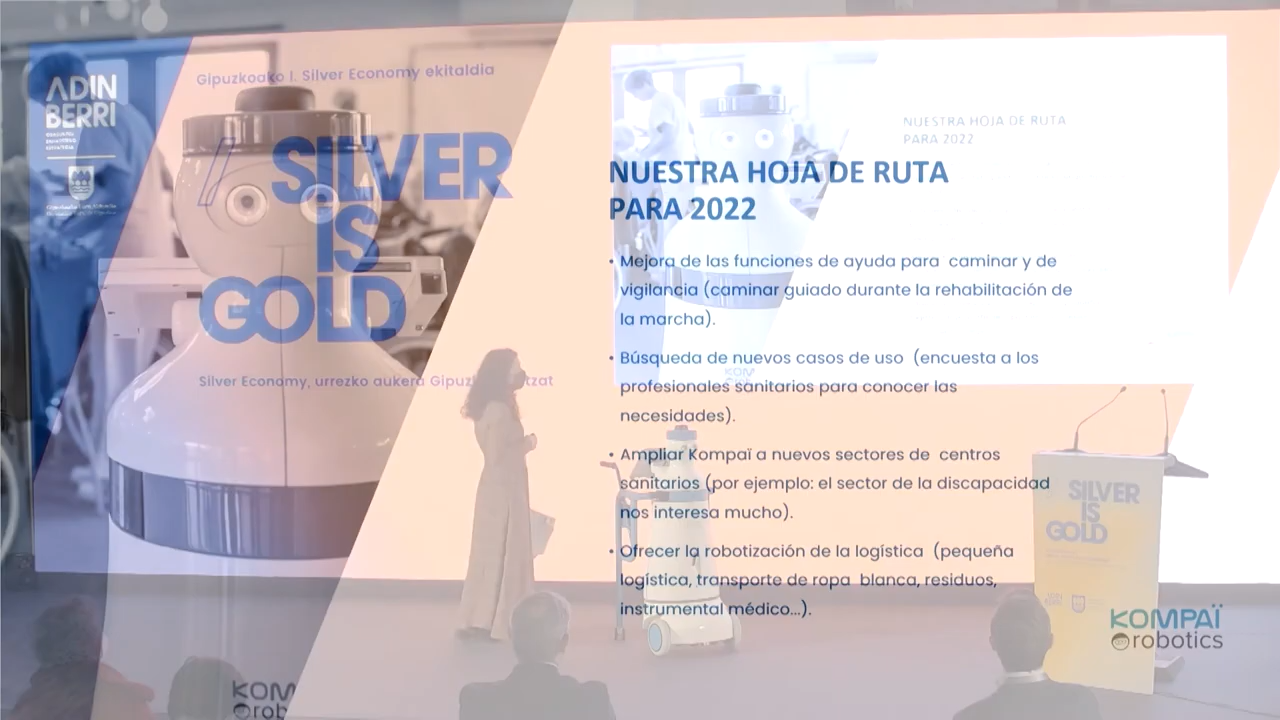 ADIN
BERRI
Gipuzkoako I. Silver Economy ekitaldia
/ SILVER
IS
GOLD
Silver Economy, urrezko aukera
NUESTRA HOJA DE RUTA
PARA 2022
NUESTRA HOJA DE RUTA
PARA 2022
• Mejora de las funciones de ayuda para caminar y de
vigilancia (caminar guiado durante la rehabilitación de
la marcha).
• Búsqueda de nuevos casos de uso (encuesta a los
profesionales sanitarios para conocer las
necesidades).
• Ampliar Kompaï a nuevos sectores de centros
sanitarios (por ejemplo: el sector de la discapacidad
nos interesa mucho).
• Ofrecer la robotización de la logística (pequeña
logística, transporte de ropa blanca, residuos,
instrumental médico...).
SILVER
IS
GOLD
KOMPAÏ
robotics
KOM
rob